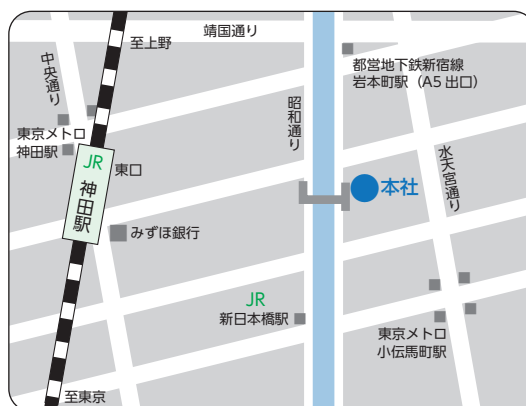 靖国通り
至上野
中央通り
都営地下鉄新宿線
岩本町駅（A5 出口）
昭和通り
東京メトロ
神田駅
JR
神田駅
東口
水天宮通り
本社
みずほ銀行
JR
新日本橋駅
東京メトロ
小伝馬町駅
至東京